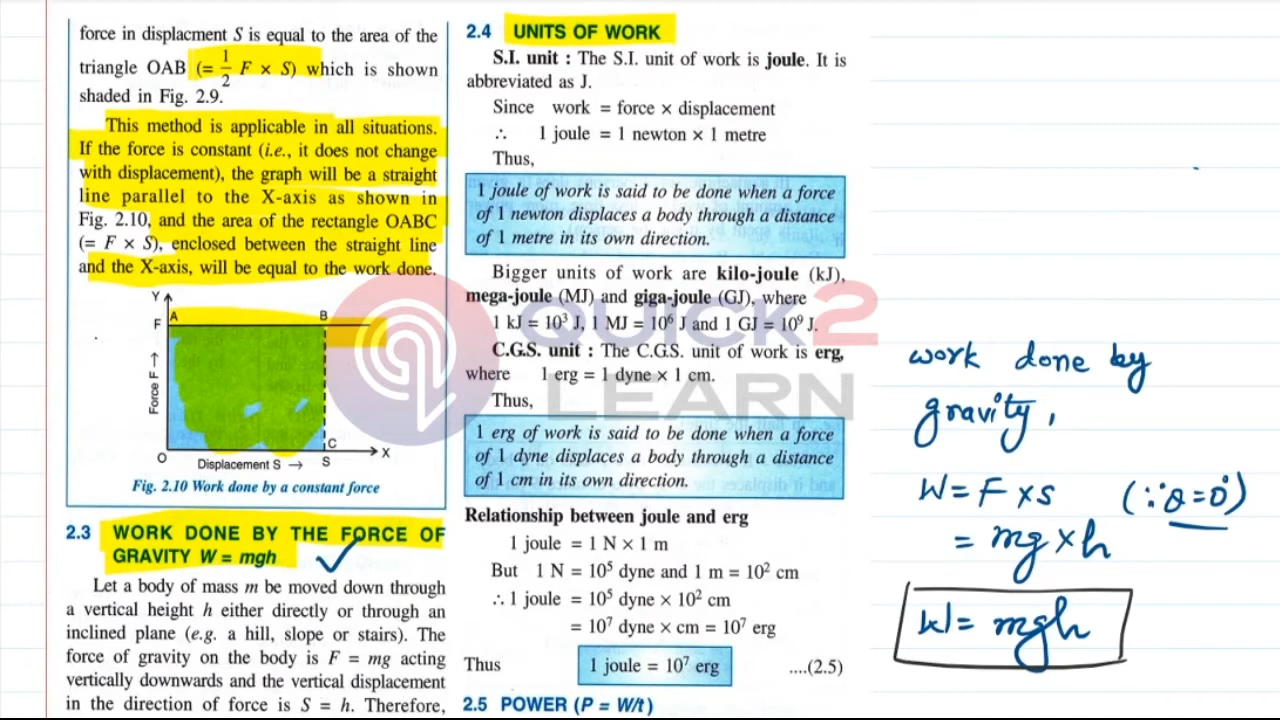 force in displacment S is equal to the area of the
triangle OAB (= 1/2 F × S) which is shown
shaded in Fig. 2.9.
This method is applicable in all situations.
If the force is constant (i.e., it does not change
with displacement), the graph will be a straight
line parallel to the X-axis as shown in
Fig. 2.10, and the area of the rectangle OABC
(= F × S), enclosed between the straight line
and the X-axis, will be equal to the work done.
Y
F
A
B
Force F →
O
C
X
Displacement S →
S
Fig. 2.10 Work done by a constant force
2.3 WORK DONE BY THE FORCE OF
GRAVITY W = mgh
Let a body of mass m be moved down through
a vertical height h either directly or through an
inclined plane (e.g. a hill, slope or stairs). The
force of gravity on the body is F = mg acting
vertically downwards and the vertical displacement
in the direction of force is S = h. Therefore,
2.4 UNITS OF WORK
S.I. unit : The S.I. unit of work is joule. It is
abbreviated as J.
Since work = force × displacement
∴ 1 joule = 1 newton × 1 metre
Thus,
1 joule of work is said to be done when a force
of 1 newton displaces a body through a distance
of 1 metre in its own direction.
Bigger units of work are kilo-joule (kJ),
mega-joule (MJ) and giga-joule (GJ), where
1 kJ = 10³ J, 1 MJ = 10⁶ J and 1 GJ = 10⁹ J.
C.G.S. unit : The C.G.S. unit of work is erg,
where 1 erg = 1 dyne × 1 cm.
Thus,
1 erg of work is said to be done when a force
of 1 dyne displaces a body through a distance
of 1 cm in its own direction.
Relationship between joule and erg
1 joule = 1 N × 1 m
But 1 N = 10⁵ dyne and 1 m = 10² cm
∴ 1 joule = 10⁵ dyne × 10² cm
= 10⁷ dyne × cm = 10⁷ erg
Thus 1 joule = 10⁷ erg ....(2.5)
2.5 POWER (P = W/t)
QUICK2
LEARN
work done by
gravity,
W = F × s (∵ θ = 0°)
= mg × h
W = mgh